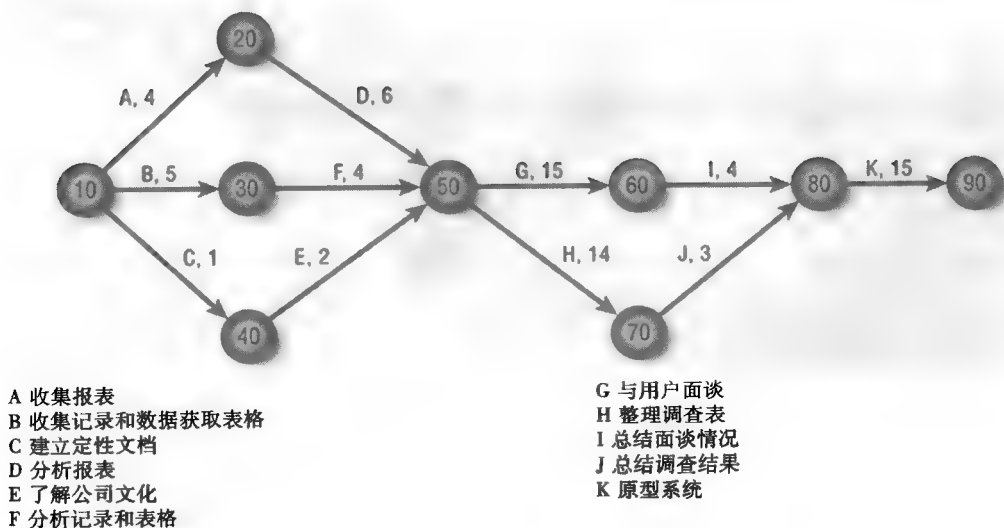 20
A, 4
D, 6
10
B, 5
30
F, 4
50
G, 15
60
I, 4
80
K, 15
90
C, 1
E, 2
H, 14
J, 3
40
70
A 收集报表
B 收集记录和数据获取表格
C 建立定性文档
D 分析报表
E 了解公司文化
F 分析记录和表格
G 与用户面谈
H 整理调查表
I 总结面谈情况
J 总结调查结果
K 原型系统